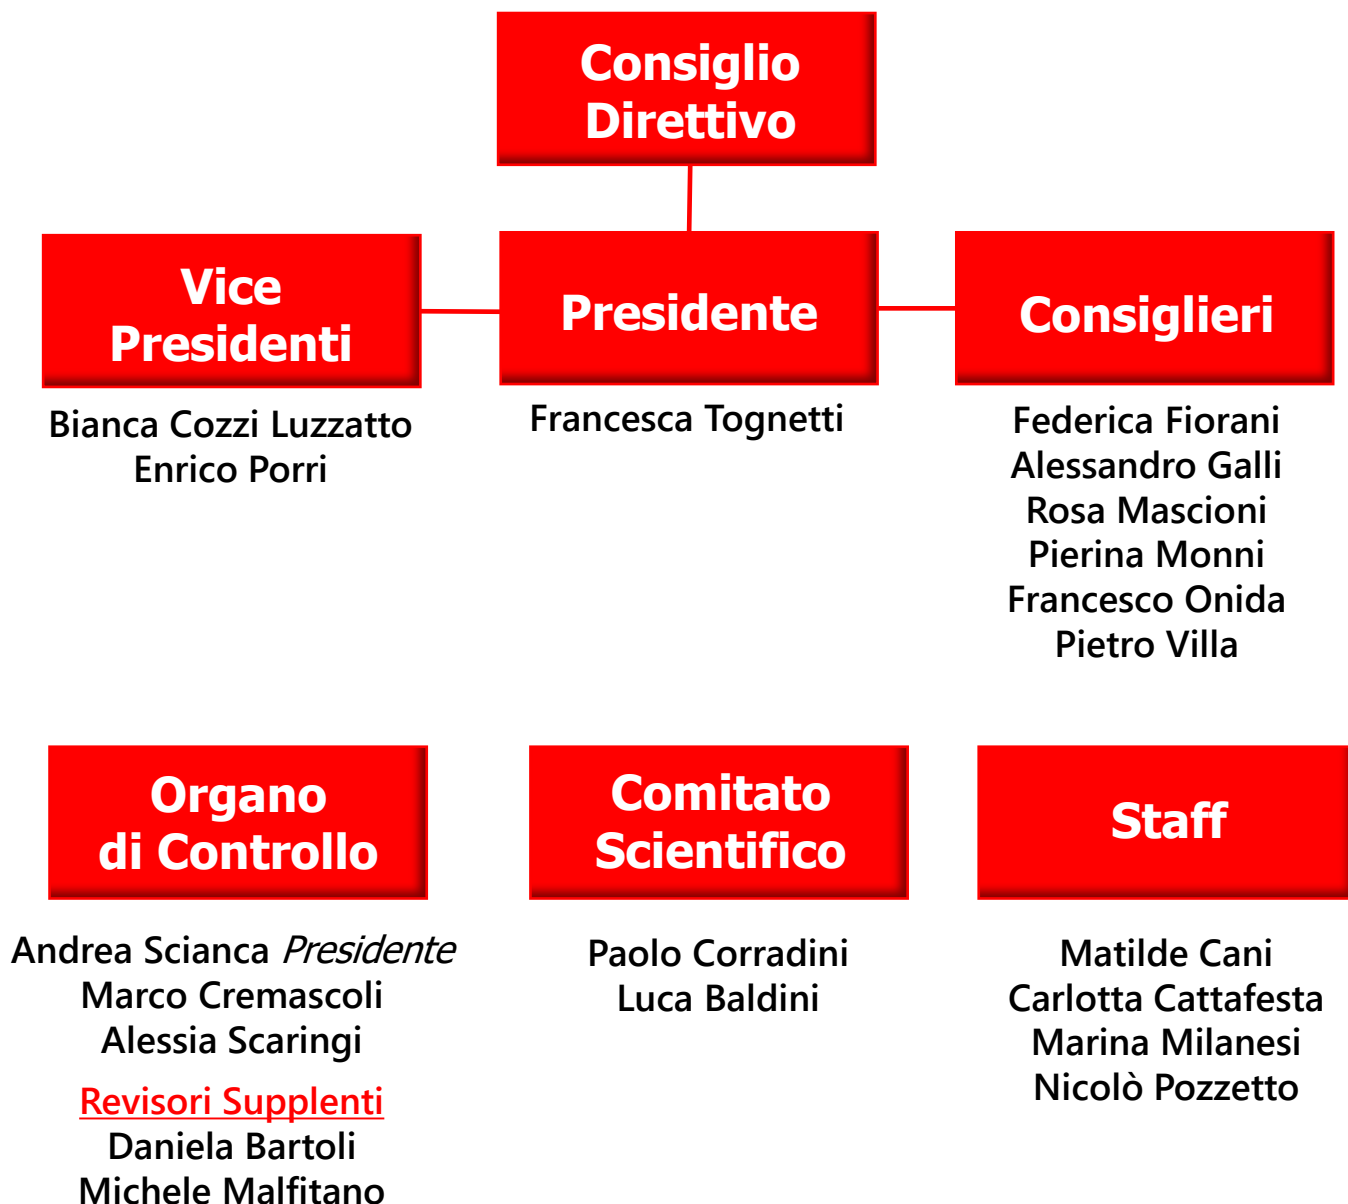 Consiglio
Direttivo
Vice
Presidenti
Presidente
Consiglieri
Bianca Cozzi Luzzatto
Enrico Porri
Francesca Tognetti
Federica Fiorani
Alessandro Galli
Rosa Mascioni
Pierina Monni
Francesco Onida
Pietro Villa
Organo
di Controllo
Comitato
Scientifico
Staff
Andrea Scianca Presidente
Marco Cremascoli
Alessia Scaringi
Revisori Supplenti
Daniela Bartoli
Michele Malfitano
Paolo Corradini
Luca Baldini
Matilde Cani
Carlotta Cattafesta
Marina Milanesi
Nicolò Pozzetto